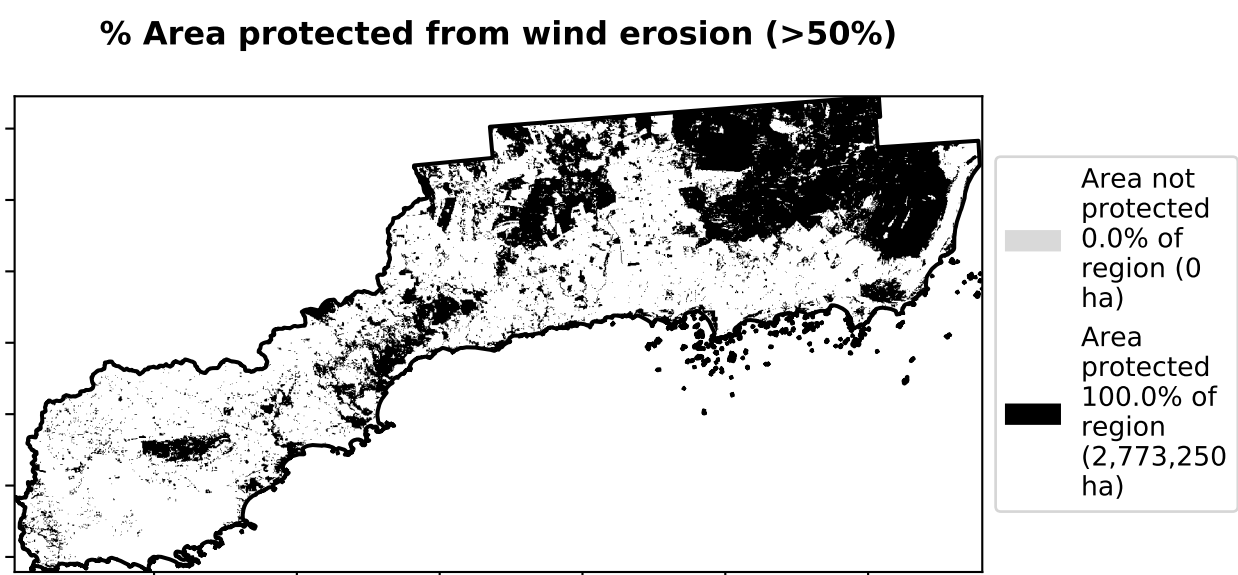 % Area protected from wind erosion (>50%)
Area not
protected
0.0% of
region (0
ha)
Area
protected
100.0% of
region
(2,773,250
ha)